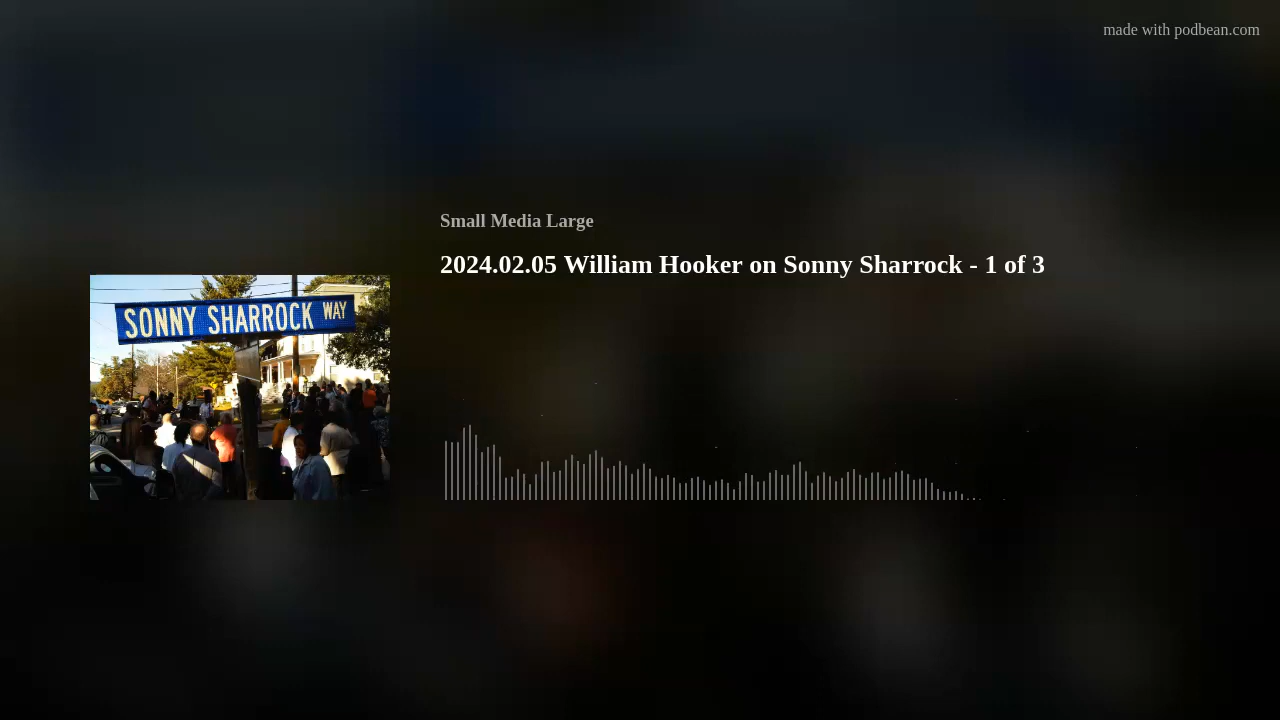 made with podbean.com
Small Media Large
2024.02.05 William Hooker on Sonny Sharrock - 1 of 3
SONNY SHARROCK WAY